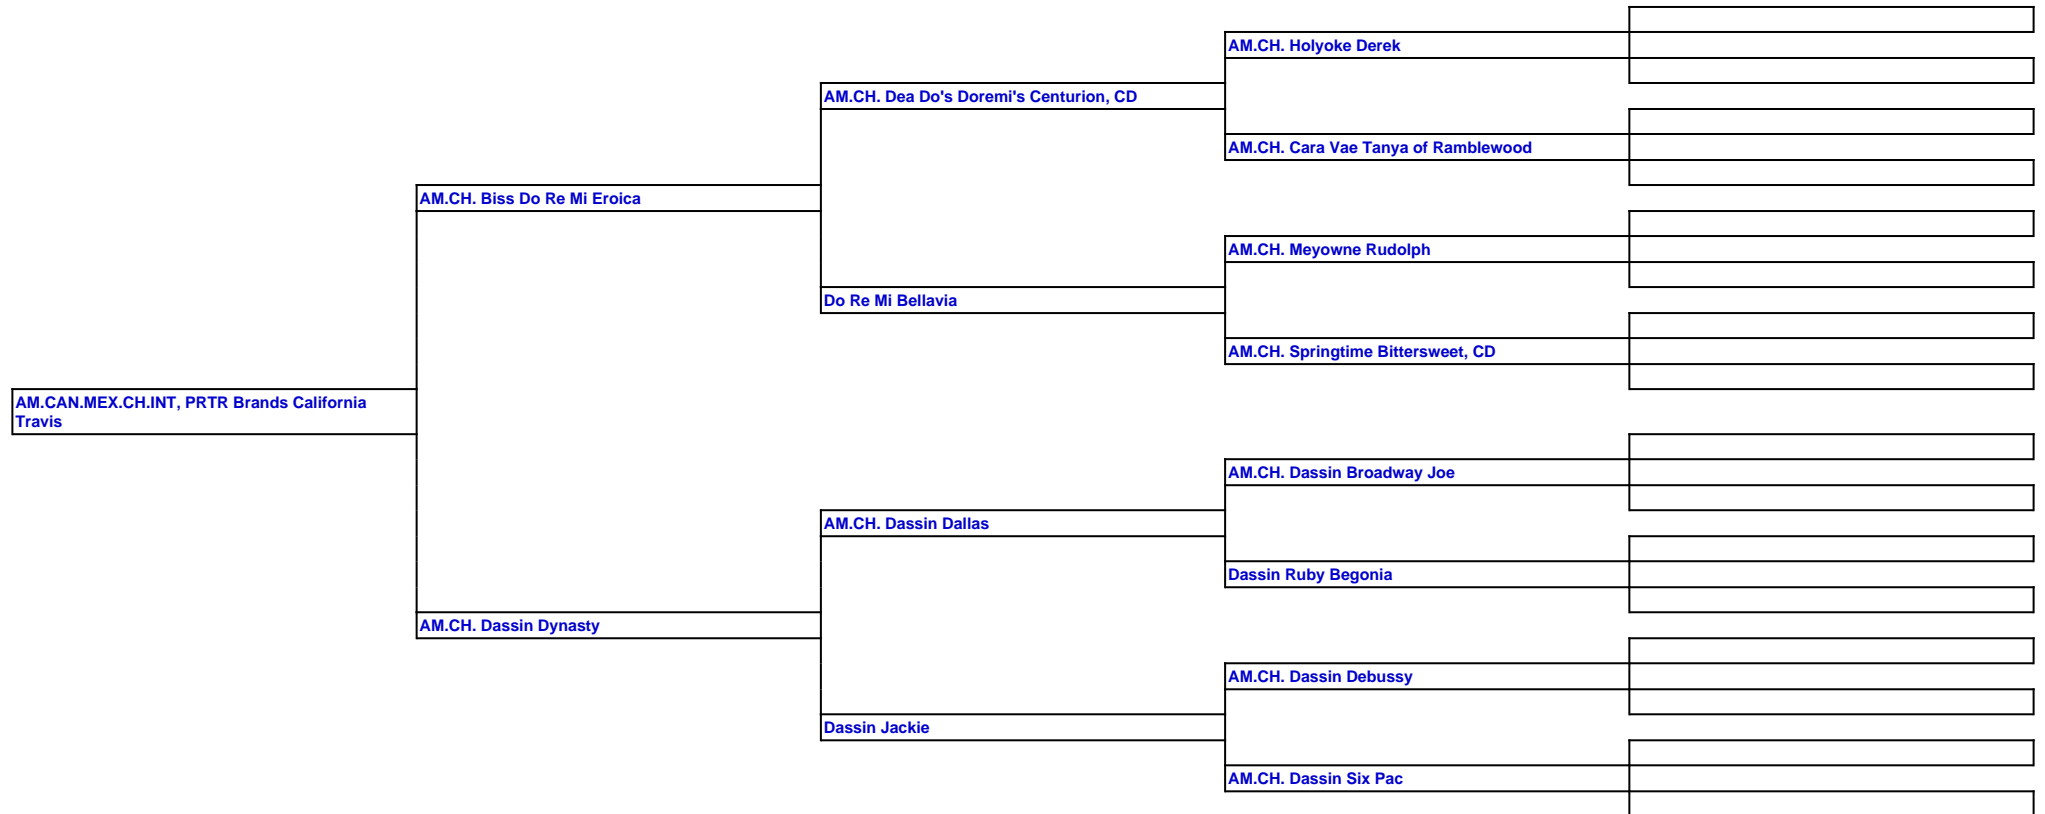 AM.CH. Holyoke Derek
AM.CH. Dea Do's Doremi's Centurion, CD
AM.CH. Cara Vae Tanya of Ramblewood
AM.CH. Biss Do Re Mi Eroica
AM.CH. Meyowne Rudolph
Do Re Mi Bellavia
AM.CH. Springtime Bittersweet, CD
AM.CAN.MEX.CH.INT, PRTR Brands California
Travis
AM.CH. Dassin Broadway Joe
AM.CH. Dassin Dallas
Dassin Ruby Begonia
AM.CH. Dassin Dynasty
AM.CH. Dassin Debussy
Dassin Jackie
AM.CH. Dassin Six Pac